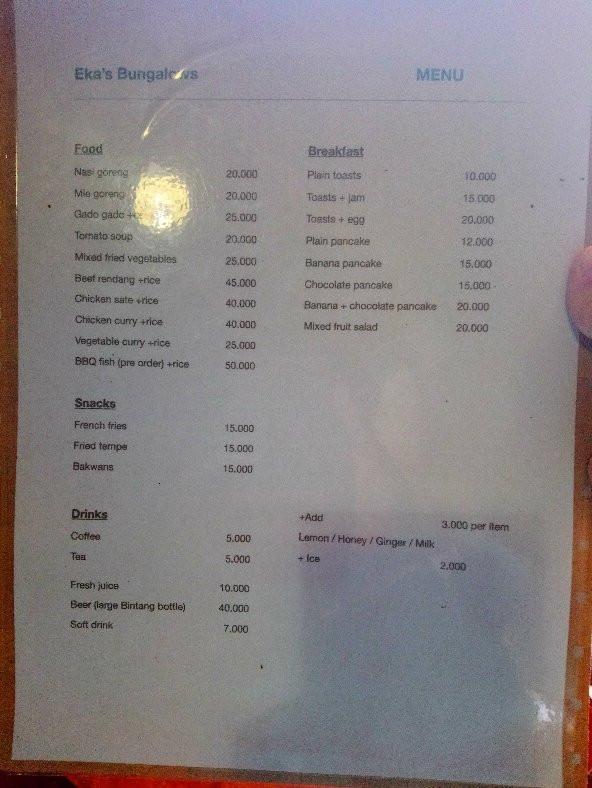 Eka's Bungalows MENU
Food
Nasi goreng 20.000
Mie goreng 20.000
Gado gado 25.000
Tomato soup 20.000
Mixed fried vegetables 25.000
Beef rendang +rice 45.000
Chicken sate +rice 40.000
Chicken curry +rice 40.000
Vegetable curry +rice 25.000
BBQ fish (pre order) +rice 50.000
Breakfast
Plain toasts 10.000
Toasts + jam 15.000
Toasts + egg 20.000
Plain pancake 12.000
Banana pancake 15.000
Chocolate pancake 15.000
Banana + chocolate pancake 20.000
Mixed fruit salad 20.000
Snacks
French fries 15.000
Fried tempe 15.000
Bakwans 15.000
Drinks
Coffee 5.000
Tea 5.000
Fresh juice 10.000
Beer (large Bintang bottle) 40.000
Soft drink 7.000
+Add 3.000 per item
Lemon / Honey / Ginger / Milk
+ Ice 2.000